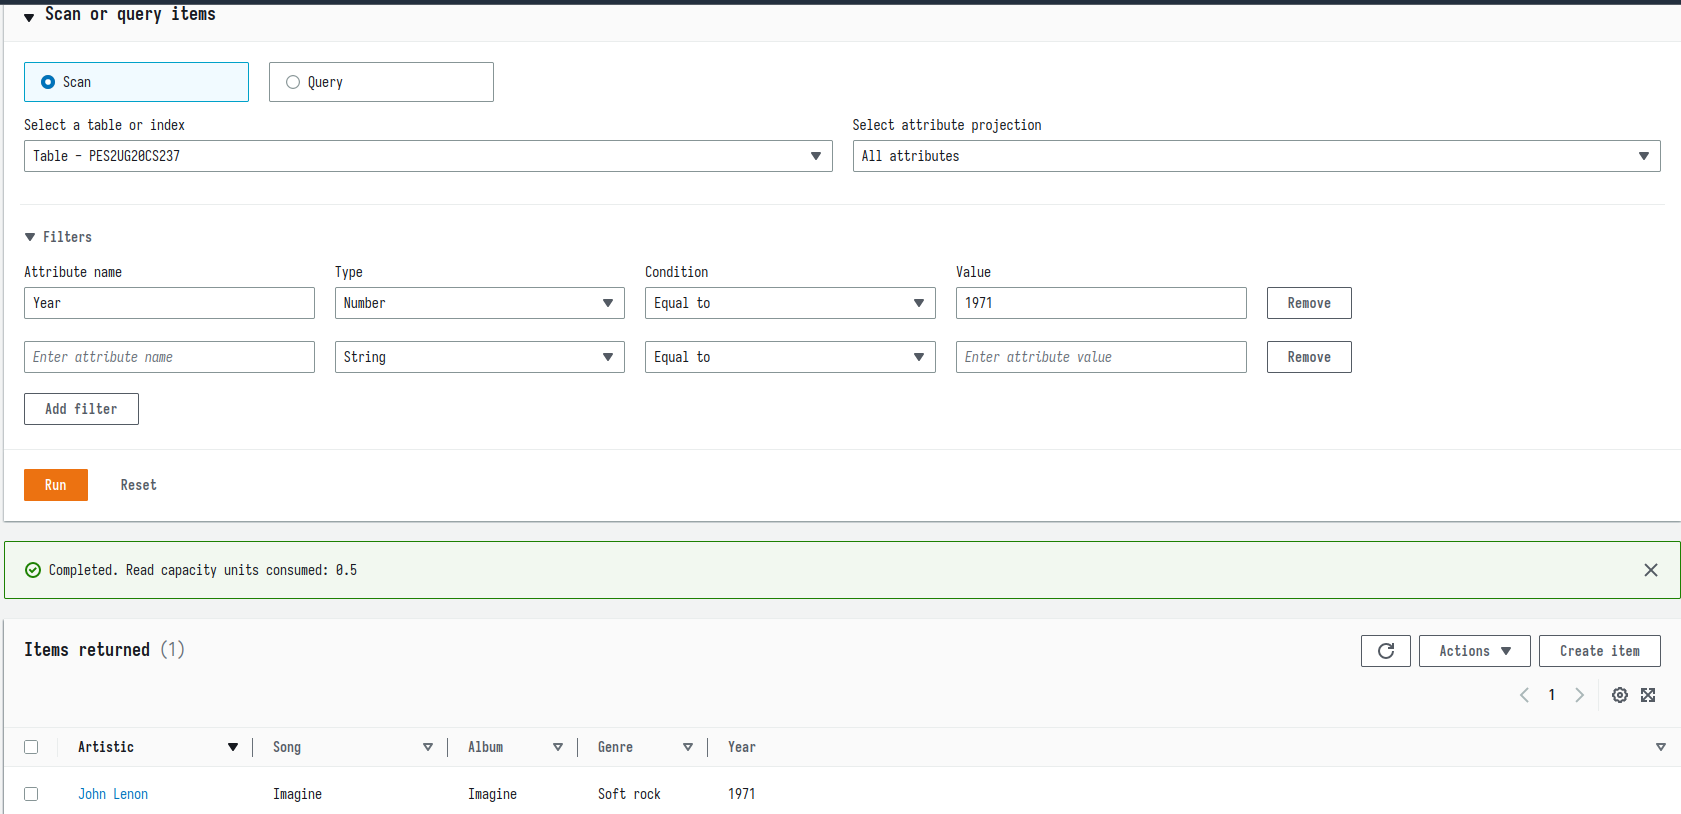 Scan or query items
Scan Query
Select a table or index Select attribute projection
Table - PES2UG20CS237 All attributes
Filters
Attribute name Type Condition Value
Year Number Equal to 1971 Remove
Enter attribute name String Equal to Enter attribute value Remove
Add filter
Run Reset
Completed. Read capacity units consumed: 0.5
Items returned (1) Actions Create item
1
Artistic Song Album Genre Year
John Lenon Imagine Imagine Soft rock 1971